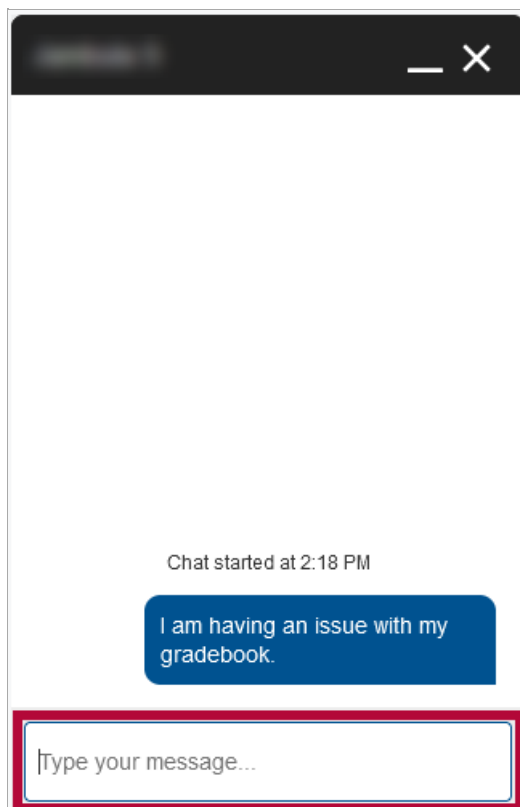 Chat started at 2:18 PM
I am having an issue with my
gradebook.
Type your message...